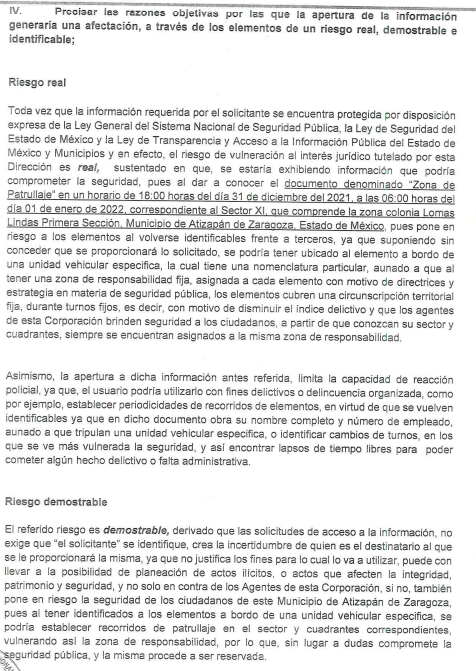 IV. Precisar las razones objetivas por las que la apertura de la información
generaría una afectación, a través de los elementos de un riesgo real, demostrable e
identificable;
Riesgo real
Toda vez que la información requerida por el solicitante se encuentra protegida por disposición
expresa de la Ley General del Sistema Nacional de Seguridad Pública, la Ley de Seguridad del
Estado de México y la Ley de Transparencia y Acceso a la Información Pública del Estado de
México y Municipios y en efecto, el riesgo de vulneración al interés jurídico tutelado por esta
Dirección es real, sustentado en que, se estaría exhibiendo información que podría
comprometer la seguridad, pues al dar a conocer el documento denominado "Zona de
Patrullaje" en un horario de 18:00 horas del día 31 de diciembre del 2021, a las 06:00 horas del
día 01 de enero de 2022, correspondiente al Sector XI, que comprende la zona colonia Lomas
Lindas Primera Sección, Municipio de Atizapán de Zaragoza, Estado de México, pues pone en
riesgo a los elementos al volverse identificables frente a terceros, ya que suponiendo sin
conceder que se proporcionará lo solicitado, se podría tener ubicado al elemento a bordo de
una unidad vehicular especifica, la cual tiene una nomenclatura particular, aunado a que al
tener una zona de responsabilidad fija, asignada a cada elemento con motivo de directrices y
estrategia en materia de seguridad pública, los elementos cubren una circunscripción territorial
fija, durante turnos fijos, es decir, con motivo de disminuir el índice delictivo y que los agentes
de esta Corporación brinden seguridad a los ciudadanos, a partir de que conozcan su sector y
cuadrantes, siempre se encuentran asignados a la misma zona de responsabilidad.
Asimismo, la apertura a dicha información antes referida, limita la capacidad de reacción
policial, ya que, el usuario podría utilizarlo con fines delictivos o delincuencia organizada, como
por ejemplo, establecer periodicidades de recorridos de elementos, en virtud de que se vuelven
identificables ya que en dicho documento obra su nombre completo y número de empleado,
aunado a que tripulan una unidad vehicular especifica, o identificar cambios de turnos, en los
que se ve más vulnerada la seguridad, y así encontrar lapsos de tiempo libres para poder
cometer algún hecho delictivo o falta administrativa.
Riesgo demostrable
El referido riesgo es demostrable, derivado que las solicitudes de acceso a la información, no
exige que "el solicitante" se identifique, crea la incertidumbre de quien es el destinatario al que
se le proporcionará la misma, ya que no justifica los fines para lo cual lo va a utilizar, puede con
llevar a la posibilidad de planeación de actos ilícitos, o actos que afecten la integridad,
patrimonio y seguridad, y no solo en contra de los Agentes de esta Corporación, si no, también
pone en riesgo la seguridad de los ciudadanos de este Municipio de Atizapán de Zaragoza,
pues al tener identificados a los elementos a bordo de una unidad vehicular especifica, se
podría establecer recorridos de patrullaje en el sector y cuadrantes correspondientes,
vulnerando así la zona de responsabilidad, por lo que, sin lugar a dudas compromete la
seguridad pública, y la misma procede a ser reservada.